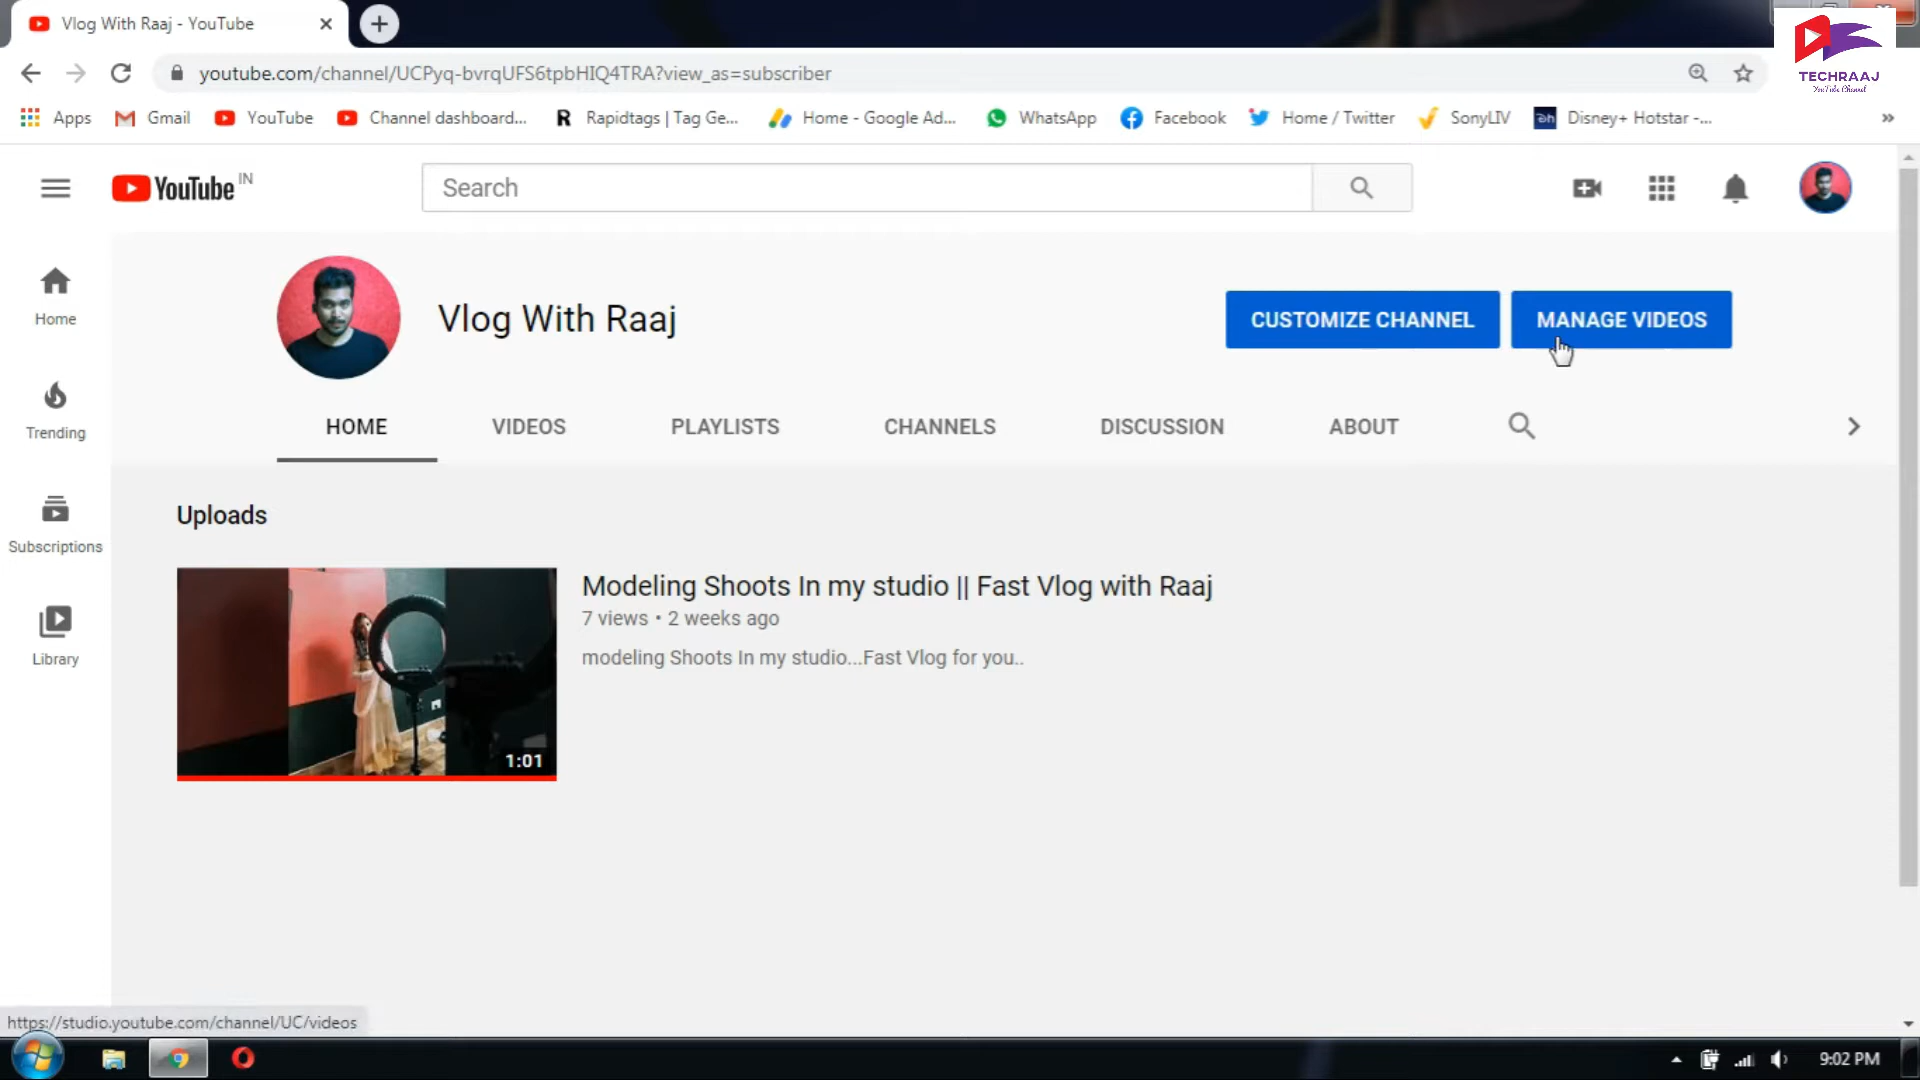 Vlog With Raaj - YouTube
TECHRAAJ
YouTube Channel
youtube.com/channel/UCPyq-bvrqUFS6tpbHIQ4TRA?view_as=subscriber
Apps Gmail YouTube Channel dashboard... Rapidtags | Tag Ge... Home - Google Ad... WhatsApp Facebook Home / Twitter SonyLIV Disney+ Hotstar -... »
YouTube IN Search
Vlog With Raaj CUSTOMIZE CHANNEL MANAGE VIDEOS
HOME VIDEOS PLAYLISTS CHANNELS DISCUSSION ABOUT
Home
Trending
Subscriptions
Library
Uploads
Modeling Shoots In my studio || Fast Vlog with Raaj
7 views • 2 weeks ago
modeling Shoots In my studio...Fast Vlog for you..
1:01
https://studio.youtube.com/channel/UC/videos
9:02 PM